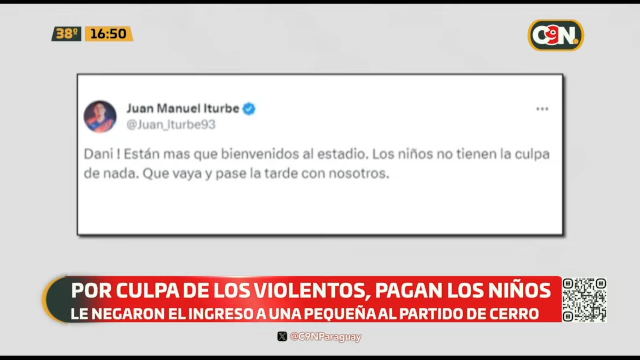 38º 16:50
C9N.
Juan Manuel Iturbe
@Juan_Iturbe93
Dani ! Están mas que bienvenidos al estadio. Los niños no tienen la culpa
de nada. Que vaya y pase la tarde con nosotros.
POR CULPA DE LOS VIOLENTOS, PAGAN LOS NIÑOS
LE NEGARON EL INGRESO A UNA PEQUEÑA AL PARTIDO DE CERRO
@C9NParaguay